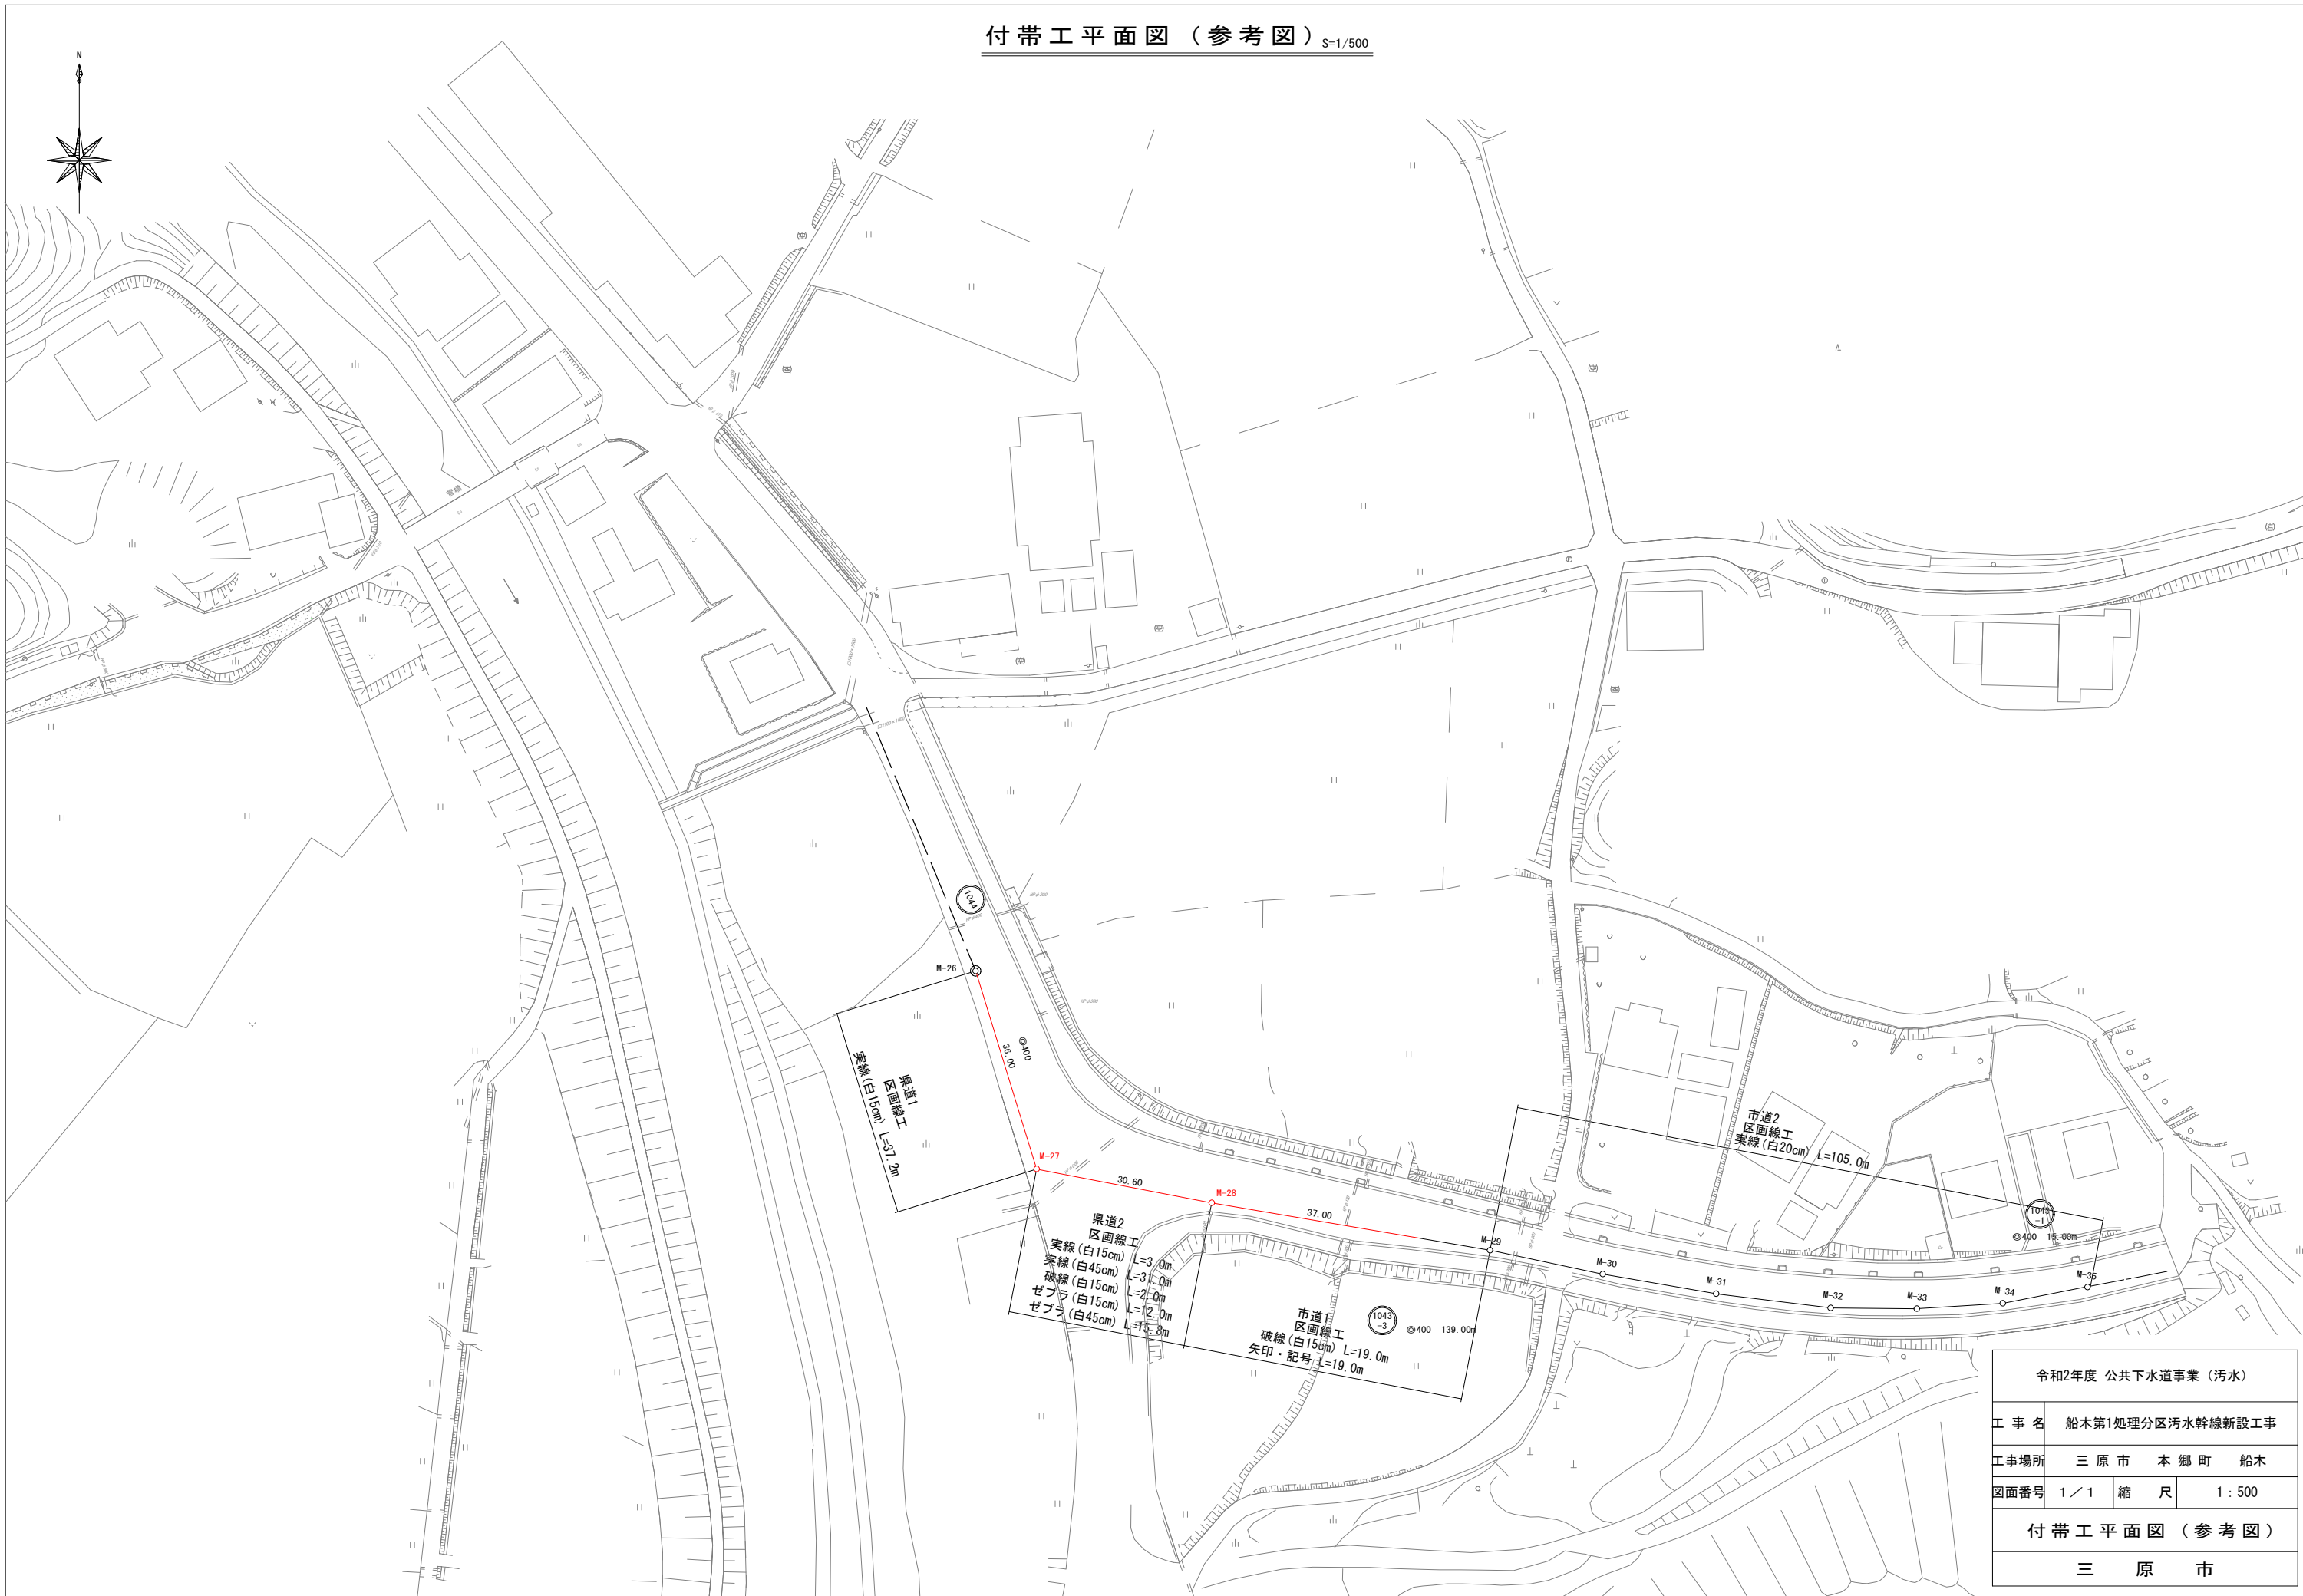 付帯工平面図（参考図）S=1/500
N
雷橋
1044
M-26
◎400
36.00
県道1
区画線工
実線(白15cm) L=37.2m
M-27
30.60
M-28
37.00
M-29
県道2
区画線工
実線(白15cm) L=3.0m
実線(白45cm) L=31.0m
破線(白15cm) L=2.0m
ゼブラ(白15cm) L=12.0m
ゼブラ(白45cm) L=15.8m
市道1
区画線工
破線(白15cm) L=19.0m
矢印・記号 L=19.0m
1043
-3
◎400 139.00m
市道2
区画線工
実線(白20cm) L=105.0m
1043
-1
◎400 15.00m
M-30
M-31
M-32
M-33
M-34
M-35
令和2年度 公共下水道事業（汚水）
工事名 船木第1処理分区汚水幹線新設工事
工事場所 三原市 本郷町 船木
図面番号 1／1 縮尺 1：500
付帯工平面図（参考図）
三原市